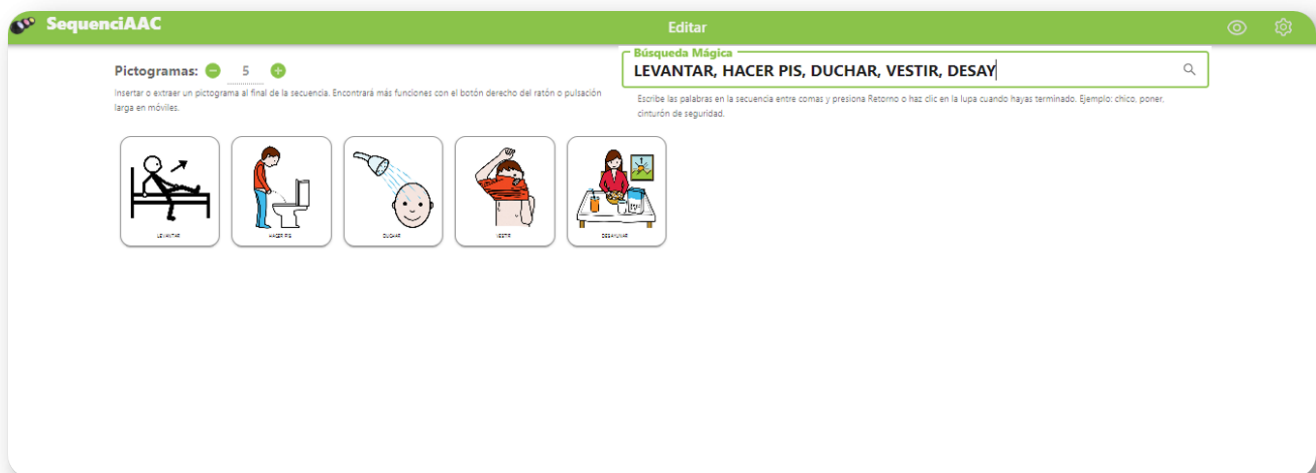 SequenciAAC
Editar
Pictogramas: 5
Insertar o extraer un pictograma al final de la secuencia. Encontrará más funciones con el botón derecho del ratón o pulsación
larga en móviles.
Búsqueda Mágica
LEVANTAR, HACER PIS, DUCHAR, VESTIR, DESAY
Escribe las palabras en la secuencia entre comas y presiona Retorno o haz clic en la lupa cuando hayas terminado. Ejemplo: chico, poner,
cinturón de seguridad.
LEVANTAR
HACER PIS
DUCHAR
VESTIR
DESAYUNAR